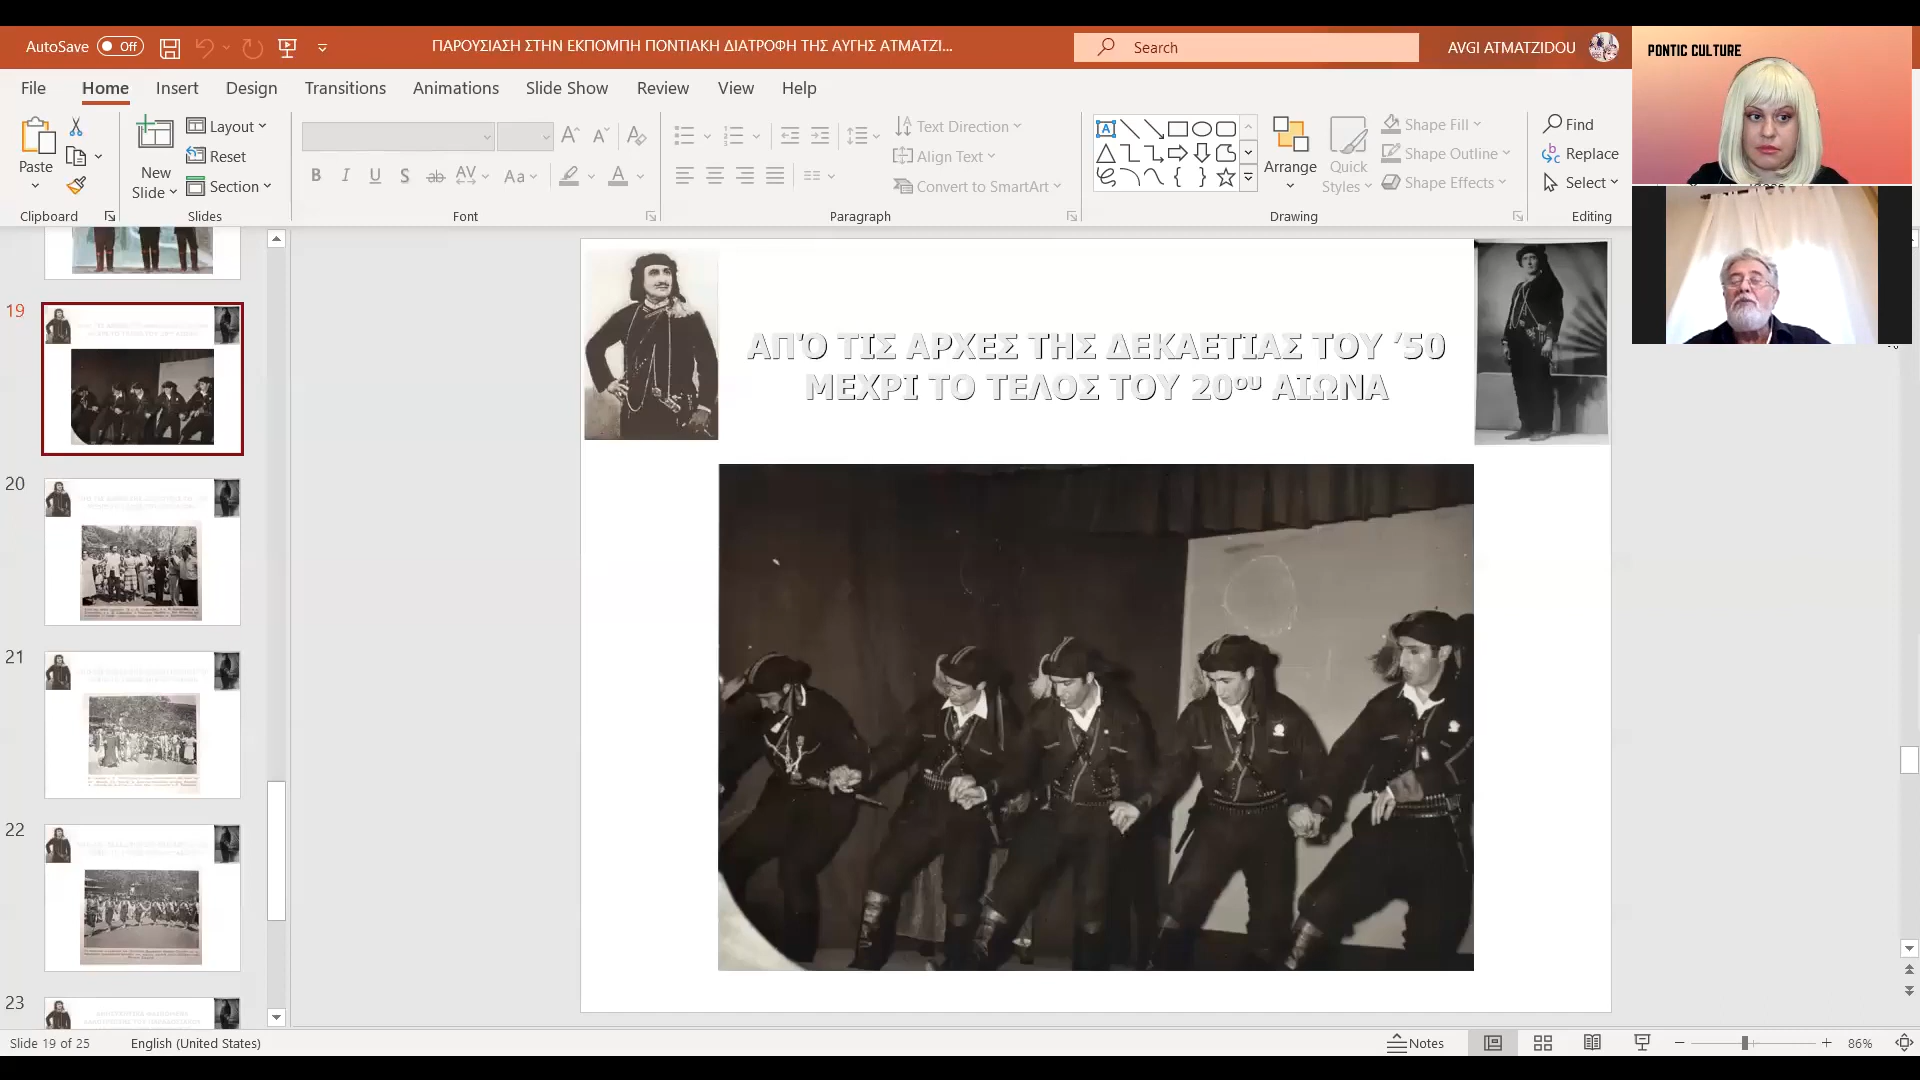 AutoSave Off
ΠΑΡΟΥΣΙΑΣΗ ΣΤΗΝ ΕΚΠΟΜΠΗ ΠΟΝΤΙΑΚΗ ΔΙΑΤΡΟΦΗ ΤΗΣ ΑΥΓΗΣ ΑΤΜΑΤΖΙ...
Search
AVGI ATMATZIDOU
PONTIC CULTURE
File Home Insert Design Transitions Animations Slide Show Review View Help
Paste
Clipboard
New Slide
Layout
Reset
Section
Slides
Font
Text Direction
Align Text
Convert to SmartArt
Paragraph
Arrange
Quick Styles
Shape Fill
Shape Outline
Shape Effects
Drawing
Find
Replace
Select
Editing
19
20
21
22
23
ΑΠΌ ΤΙΣ ΑΡΧΕΣ ΤΗΣ ΔΕΚΑΕΤΙΑΣ ΤΟΥ ’50
ΜΕΧΡΙ ΤΟ ΤΕΛΟΣ ΤΟΥ 20ου ΑΙΩΝΑ
Slide 19 of 25 English (United States) Notes 86%